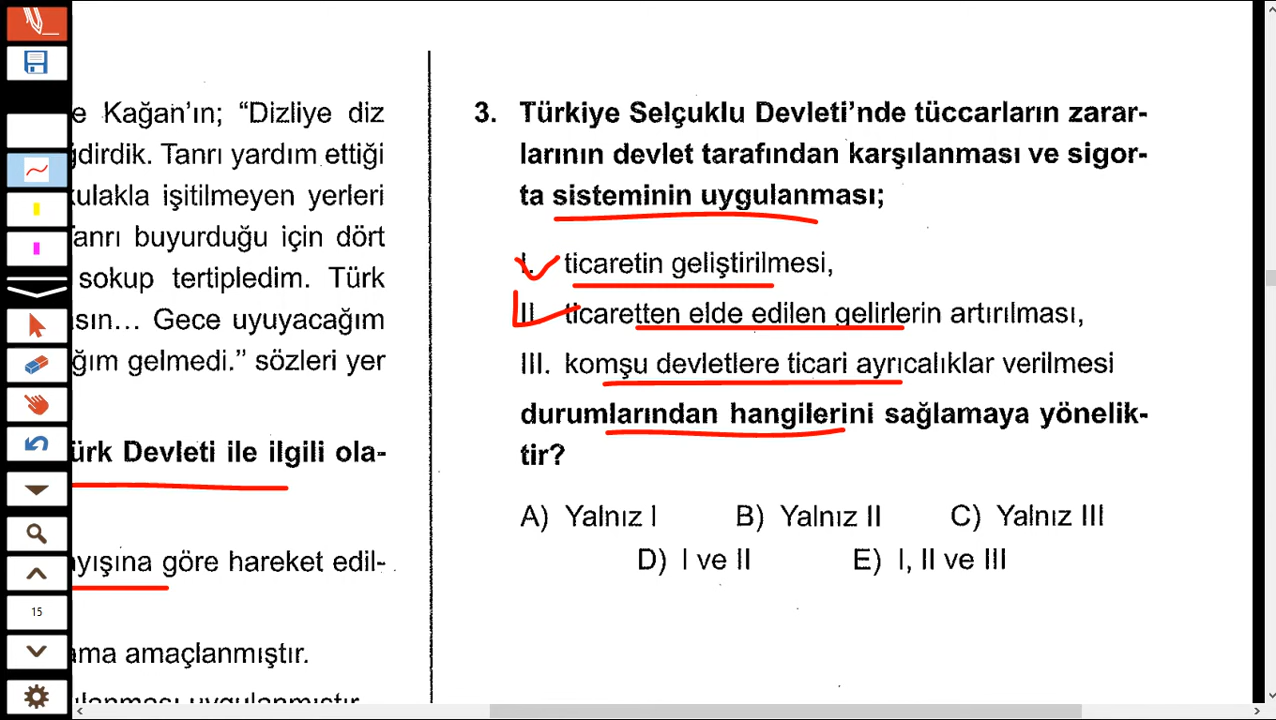 e Kağan’ın; “Dizliye diz
ğdirdik. Tanrı yardım ettiği
kulakla işitilmeyen yerleri
Tanrı buyurduğu için dört
sokup tertipledim. Türk
asın... Gece uyuyacağım
ğım gelmedi.” sözleri yer
ürk Devleti ile ilgili ola-
yışına göre hareket edil-
ama amaçlanmıştır.
ulanması uygulanmıştır.
3. Türkiye Selçuklu Devleti’nde tüccarların zarar-
larının devlet tarafından karşılanması ve sigor-
ta sisteminin uygulanması;
I. ticaretin geliştirilmesi,
II. ticaretten elde edilen gelirlerin artırılması,
III. komşu devletlere ticari ayrıcalıklar verilmesi
durumlarından hangilerini sağlamaya yönelik-
tir?
A) Yalnız I B) Yalnız II C) Yalnız III
D) I ve II E) I, II ve III
15